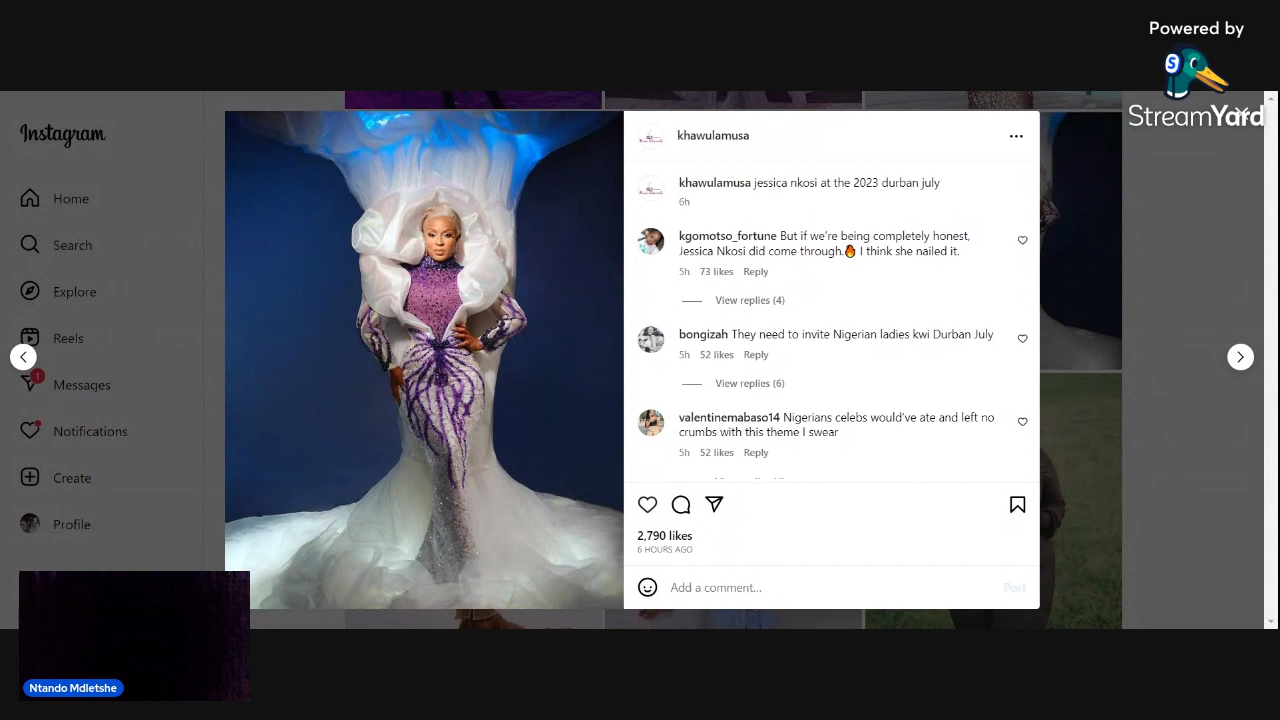 Powered by
StreamYard
Instagram
Home
Search
Explore
Reels
1
Messages
Notifications
Create
Profile
khawulamusa
khawulamusa jessica nkosi at the 2023 durban july
6h
kgomotso_fortune But if we're being completely honest,
Jessica Nkosi did come through.🔥 I think she nailed it.
5h 73 likes Reply
View replies (4)
bongizah They need to invite Nigerian ladies kwi Durban July
5h 52 likes Reply
View replies (6)
valentinemabaso14 Nigerians celebs would've ate and left no
crumbs with this theme I swear
5h 52 likes Reply
2,790 likes
6 HOURS AGO
Add a comment...
Post
Ntando Mdletshe